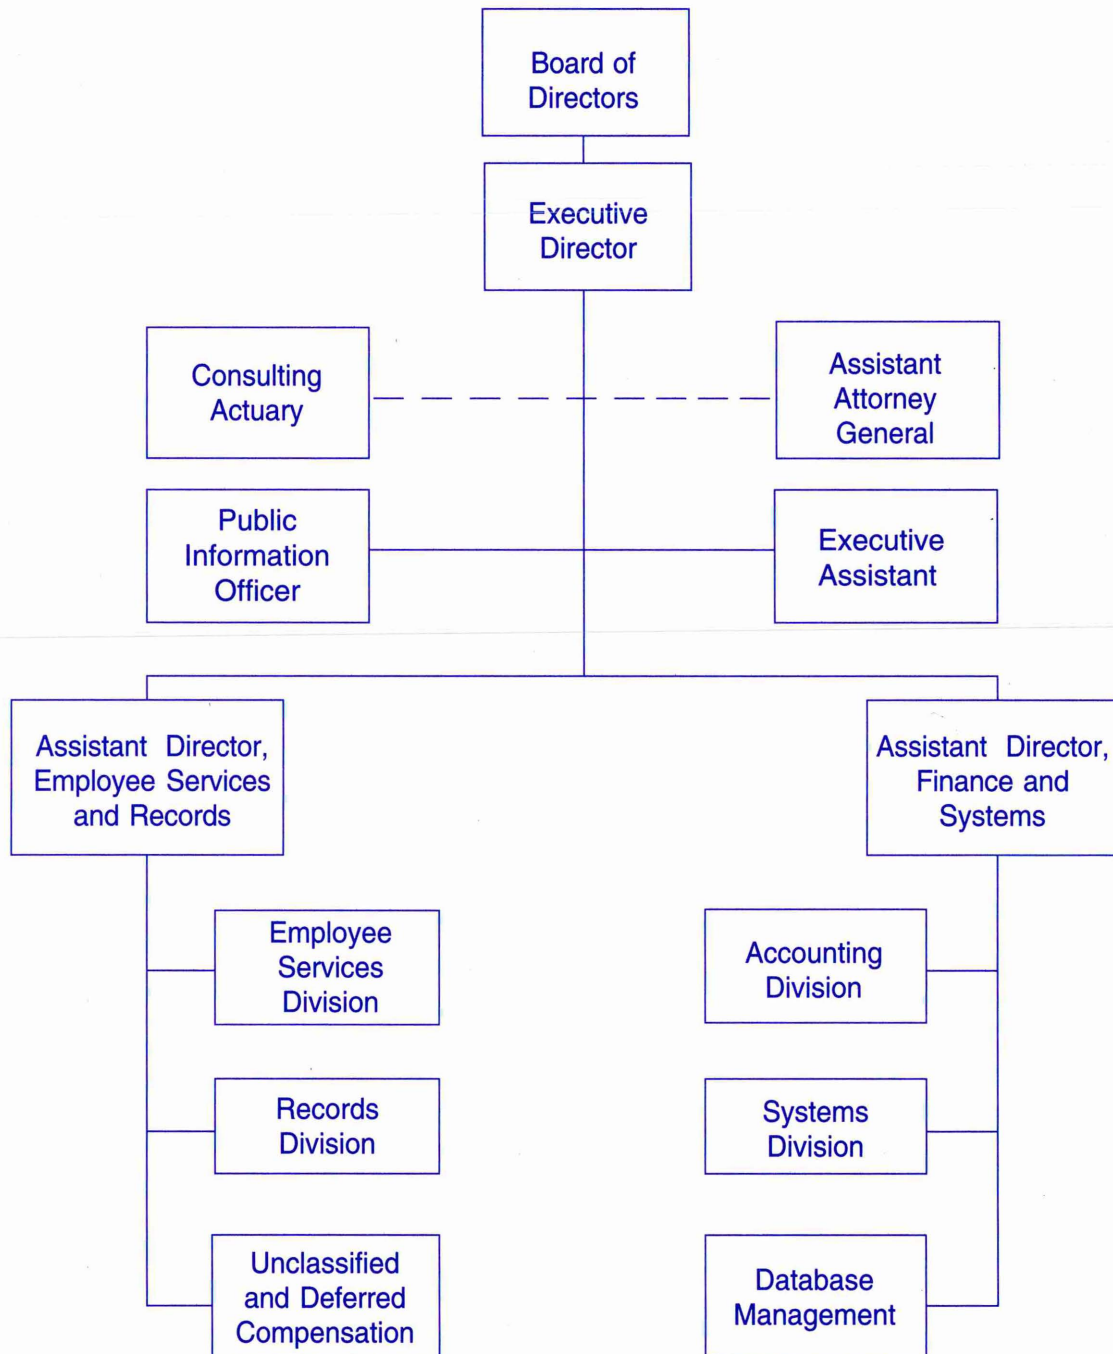 Board of
Directors
Executive
Director
Consulting
Actuary
Assistant
Attorney
General
Public
Information
Officer
Executive
Assistant
Assistant Director,
Employee Services
and Records
Assistant Director,
Finance and
Systems
Employee
Services
Division
Accounting
Division
Records
Division
Systems
Division
Unclassified
and Deferred
Compensation
Database
Management